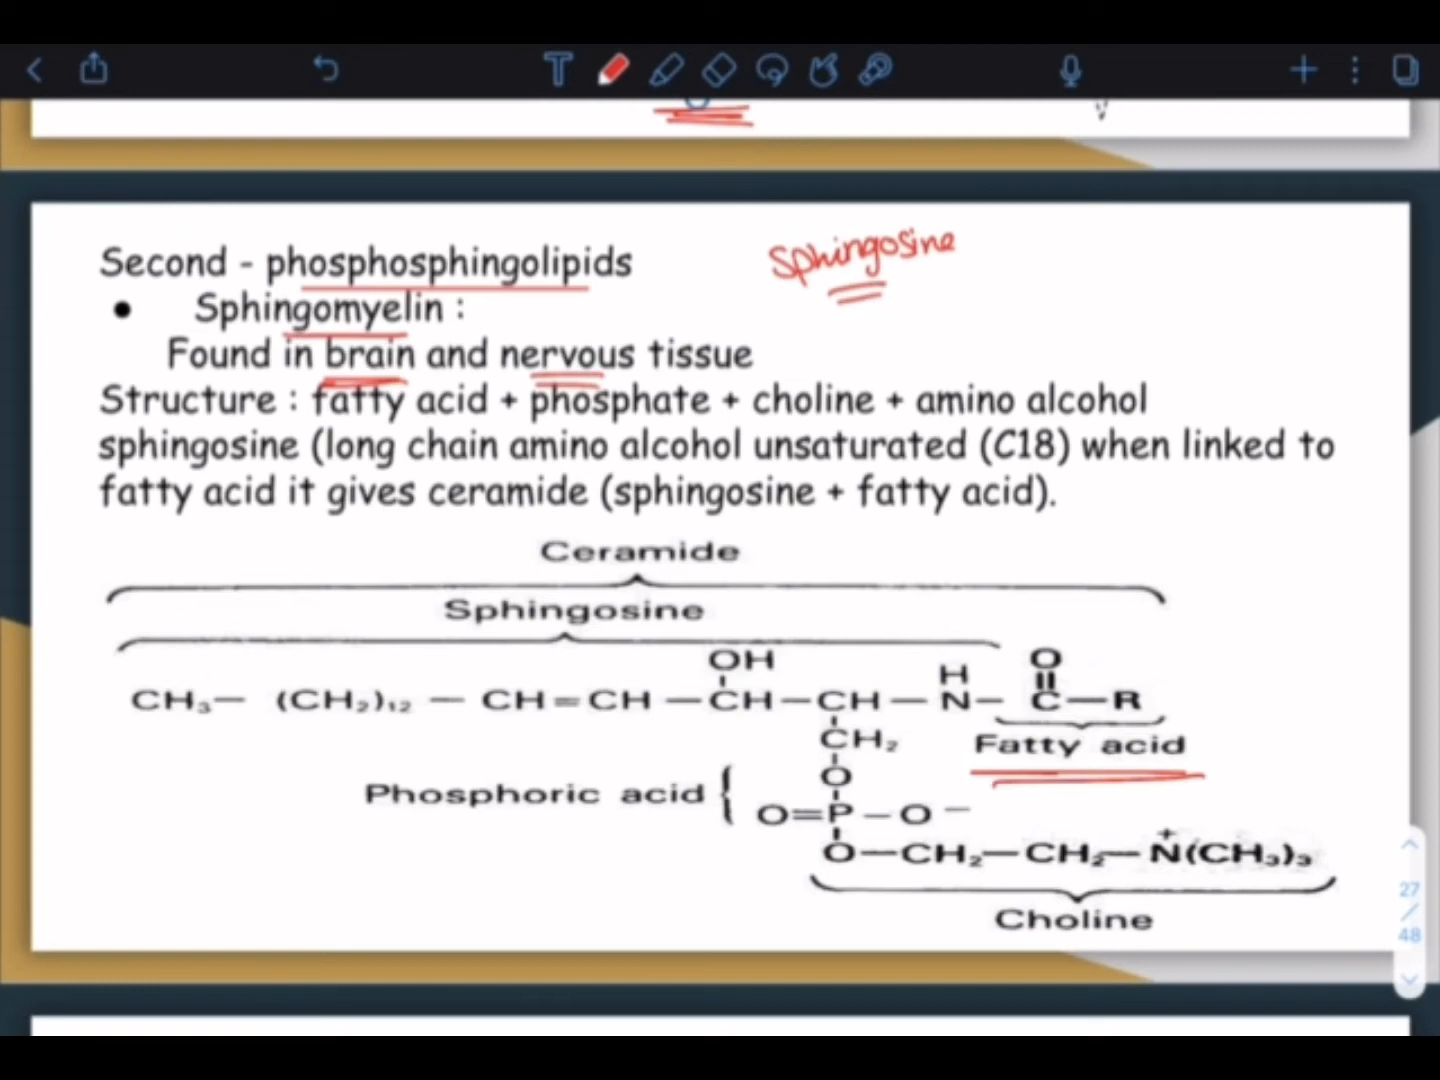 Second - phosphosphingolipids
Sphingosine
● Sphingomyelin :
Found in brain and nervous tissue
Structure : fatty acid + phosphate + choline + amino alcohol
sphingosine (long chain amino alcohol unsaturated (C18) when linked to
fatty acid it gives ceramide (sphingosine + fatty acid).
Ceramide
Sphingosine
OH H O
CH₃— (CH₂)₁₂ — CH=CH —CH—CH—N—C—R
CH₂ Fatty acid
O
Phosphoric acid { O=P—O⁻
O—CH₂—CH₂—N⁺(CH₃)₃
Choline
27
/
48